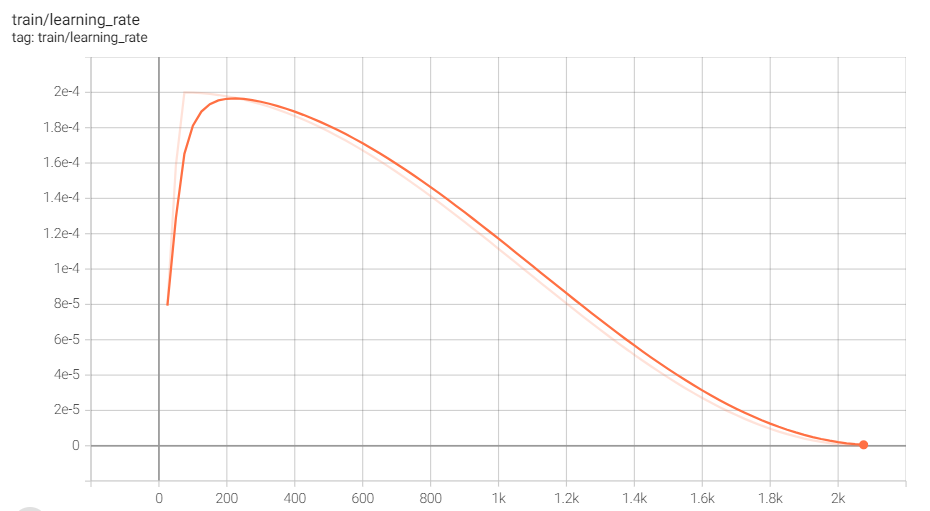 train/learning_rate
tag: train/learning_rate
2e-4
1.8e-4
1.6e-4
1.4e-4
1.2e-4
1e-4
8e-5
6e-5
4e-5
2e-5
0
0 200 400 600 800 1k 1.2k 1.4k 1.6k 1.8k 2k